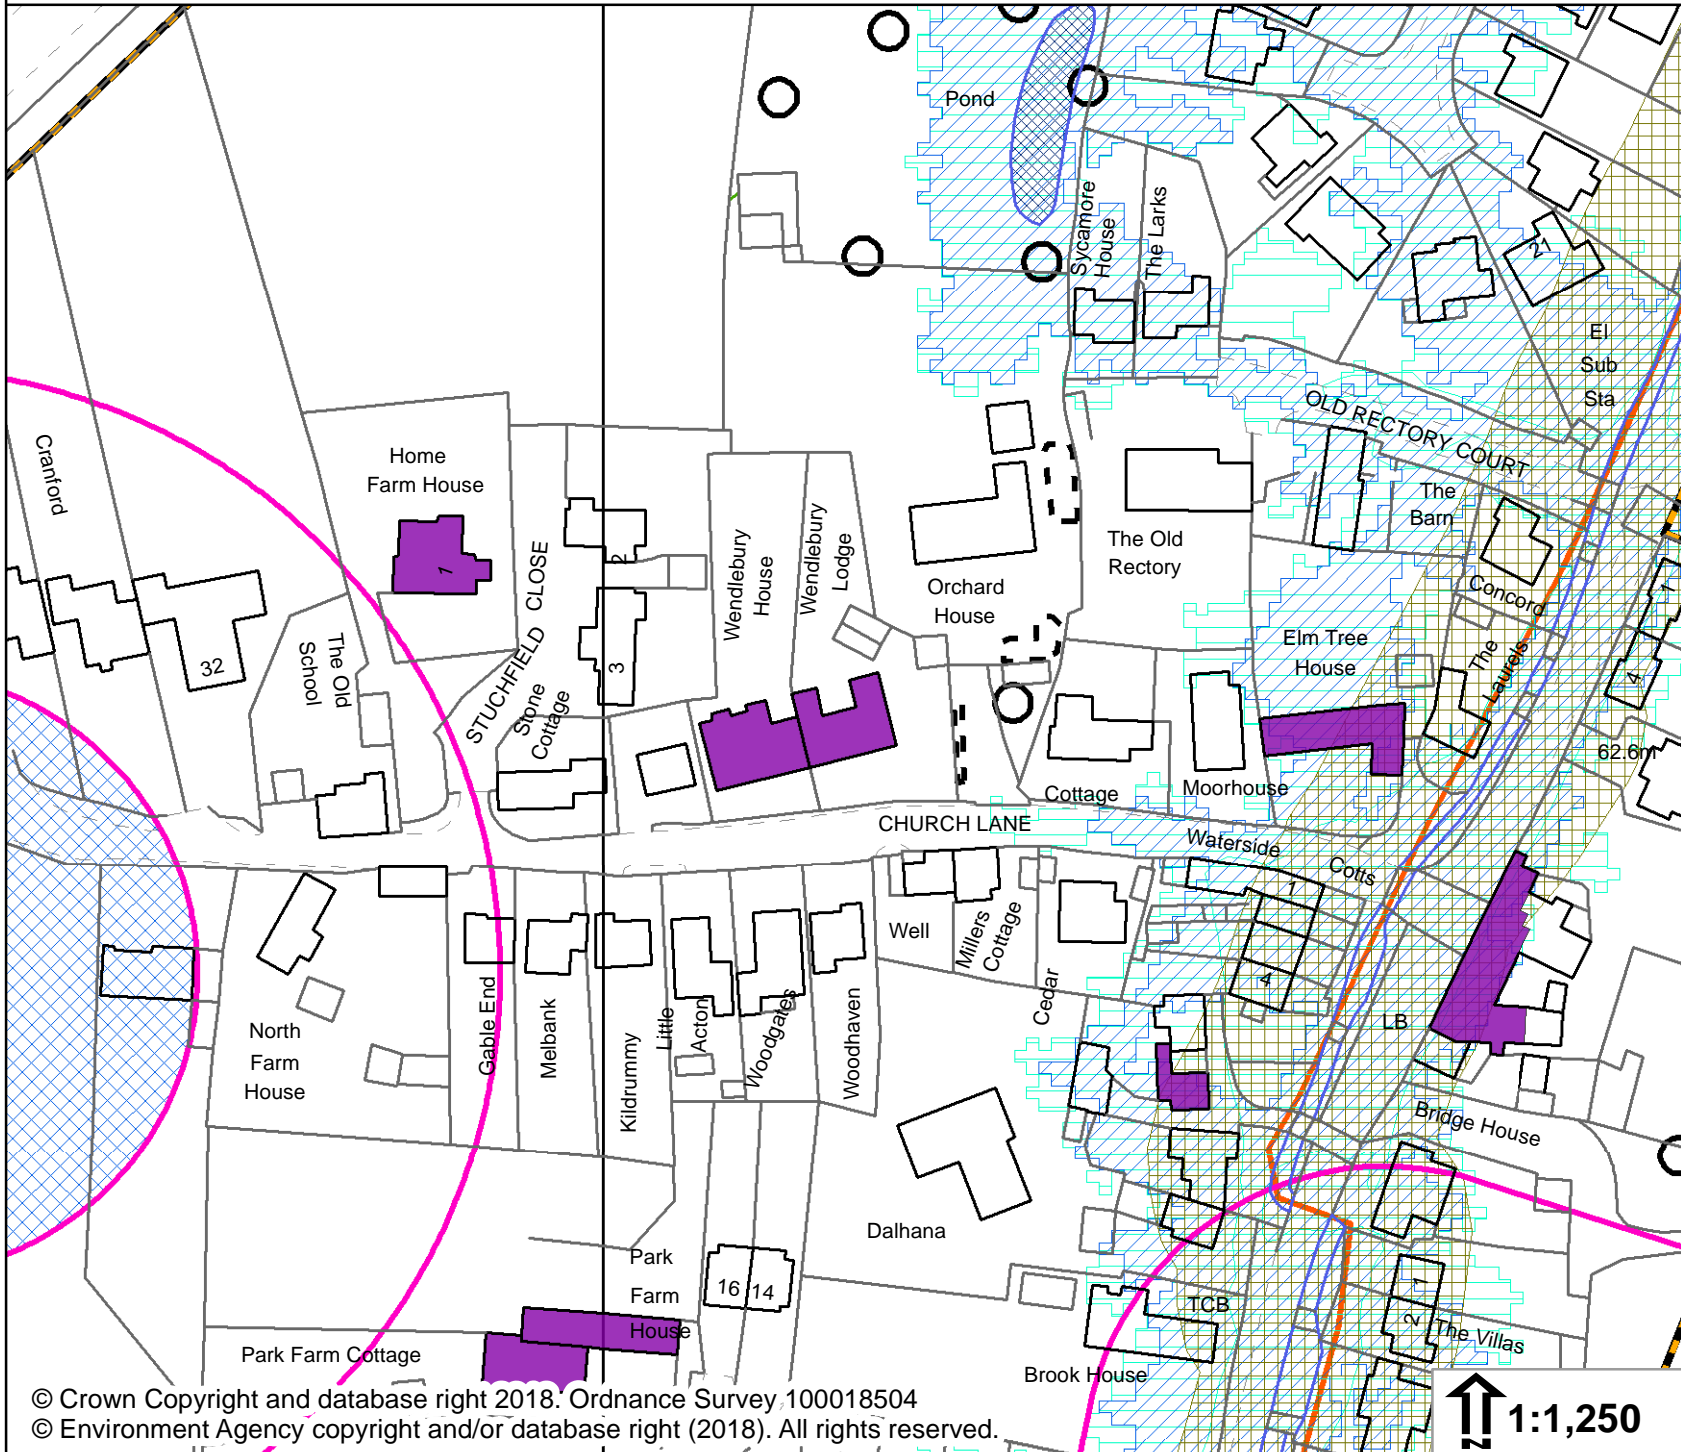 Pond
Sycamore
House
The Larks
21
El
Sub
Sta
OLD RECTORY COURT
Cranford
Home
Farm House
1
STUCHFIELD CLOSE
2
3
Wendlebury
House
Wendlebury
Lodge
Orchard
House
The Old
Rectory
The
Barn
Concord
The
Laurels
1
4
Elm Tree
House
62.6m
32
The Old
School
Stone
Cottage
Cottage
Moorhouse
CHURCH LANE
Waterside
Cotts
1
4
Well
Millers
Cottage
Cedar
LB
North
Farm
House
Gable End
Melbank
Kildrummy
Little
Acton
Woodgates
Woodhaven
Bridge House
Dalhana
Park
Farm
House
16
14
TCB
1
2
The Villas
Park Farm Cottage
Brook House
© Crown Copyright and database right 2018. Ordnance Survey 100018504
© Environment Agency copyright and/or database right (2018). All rights reserved.
N
1:1,250